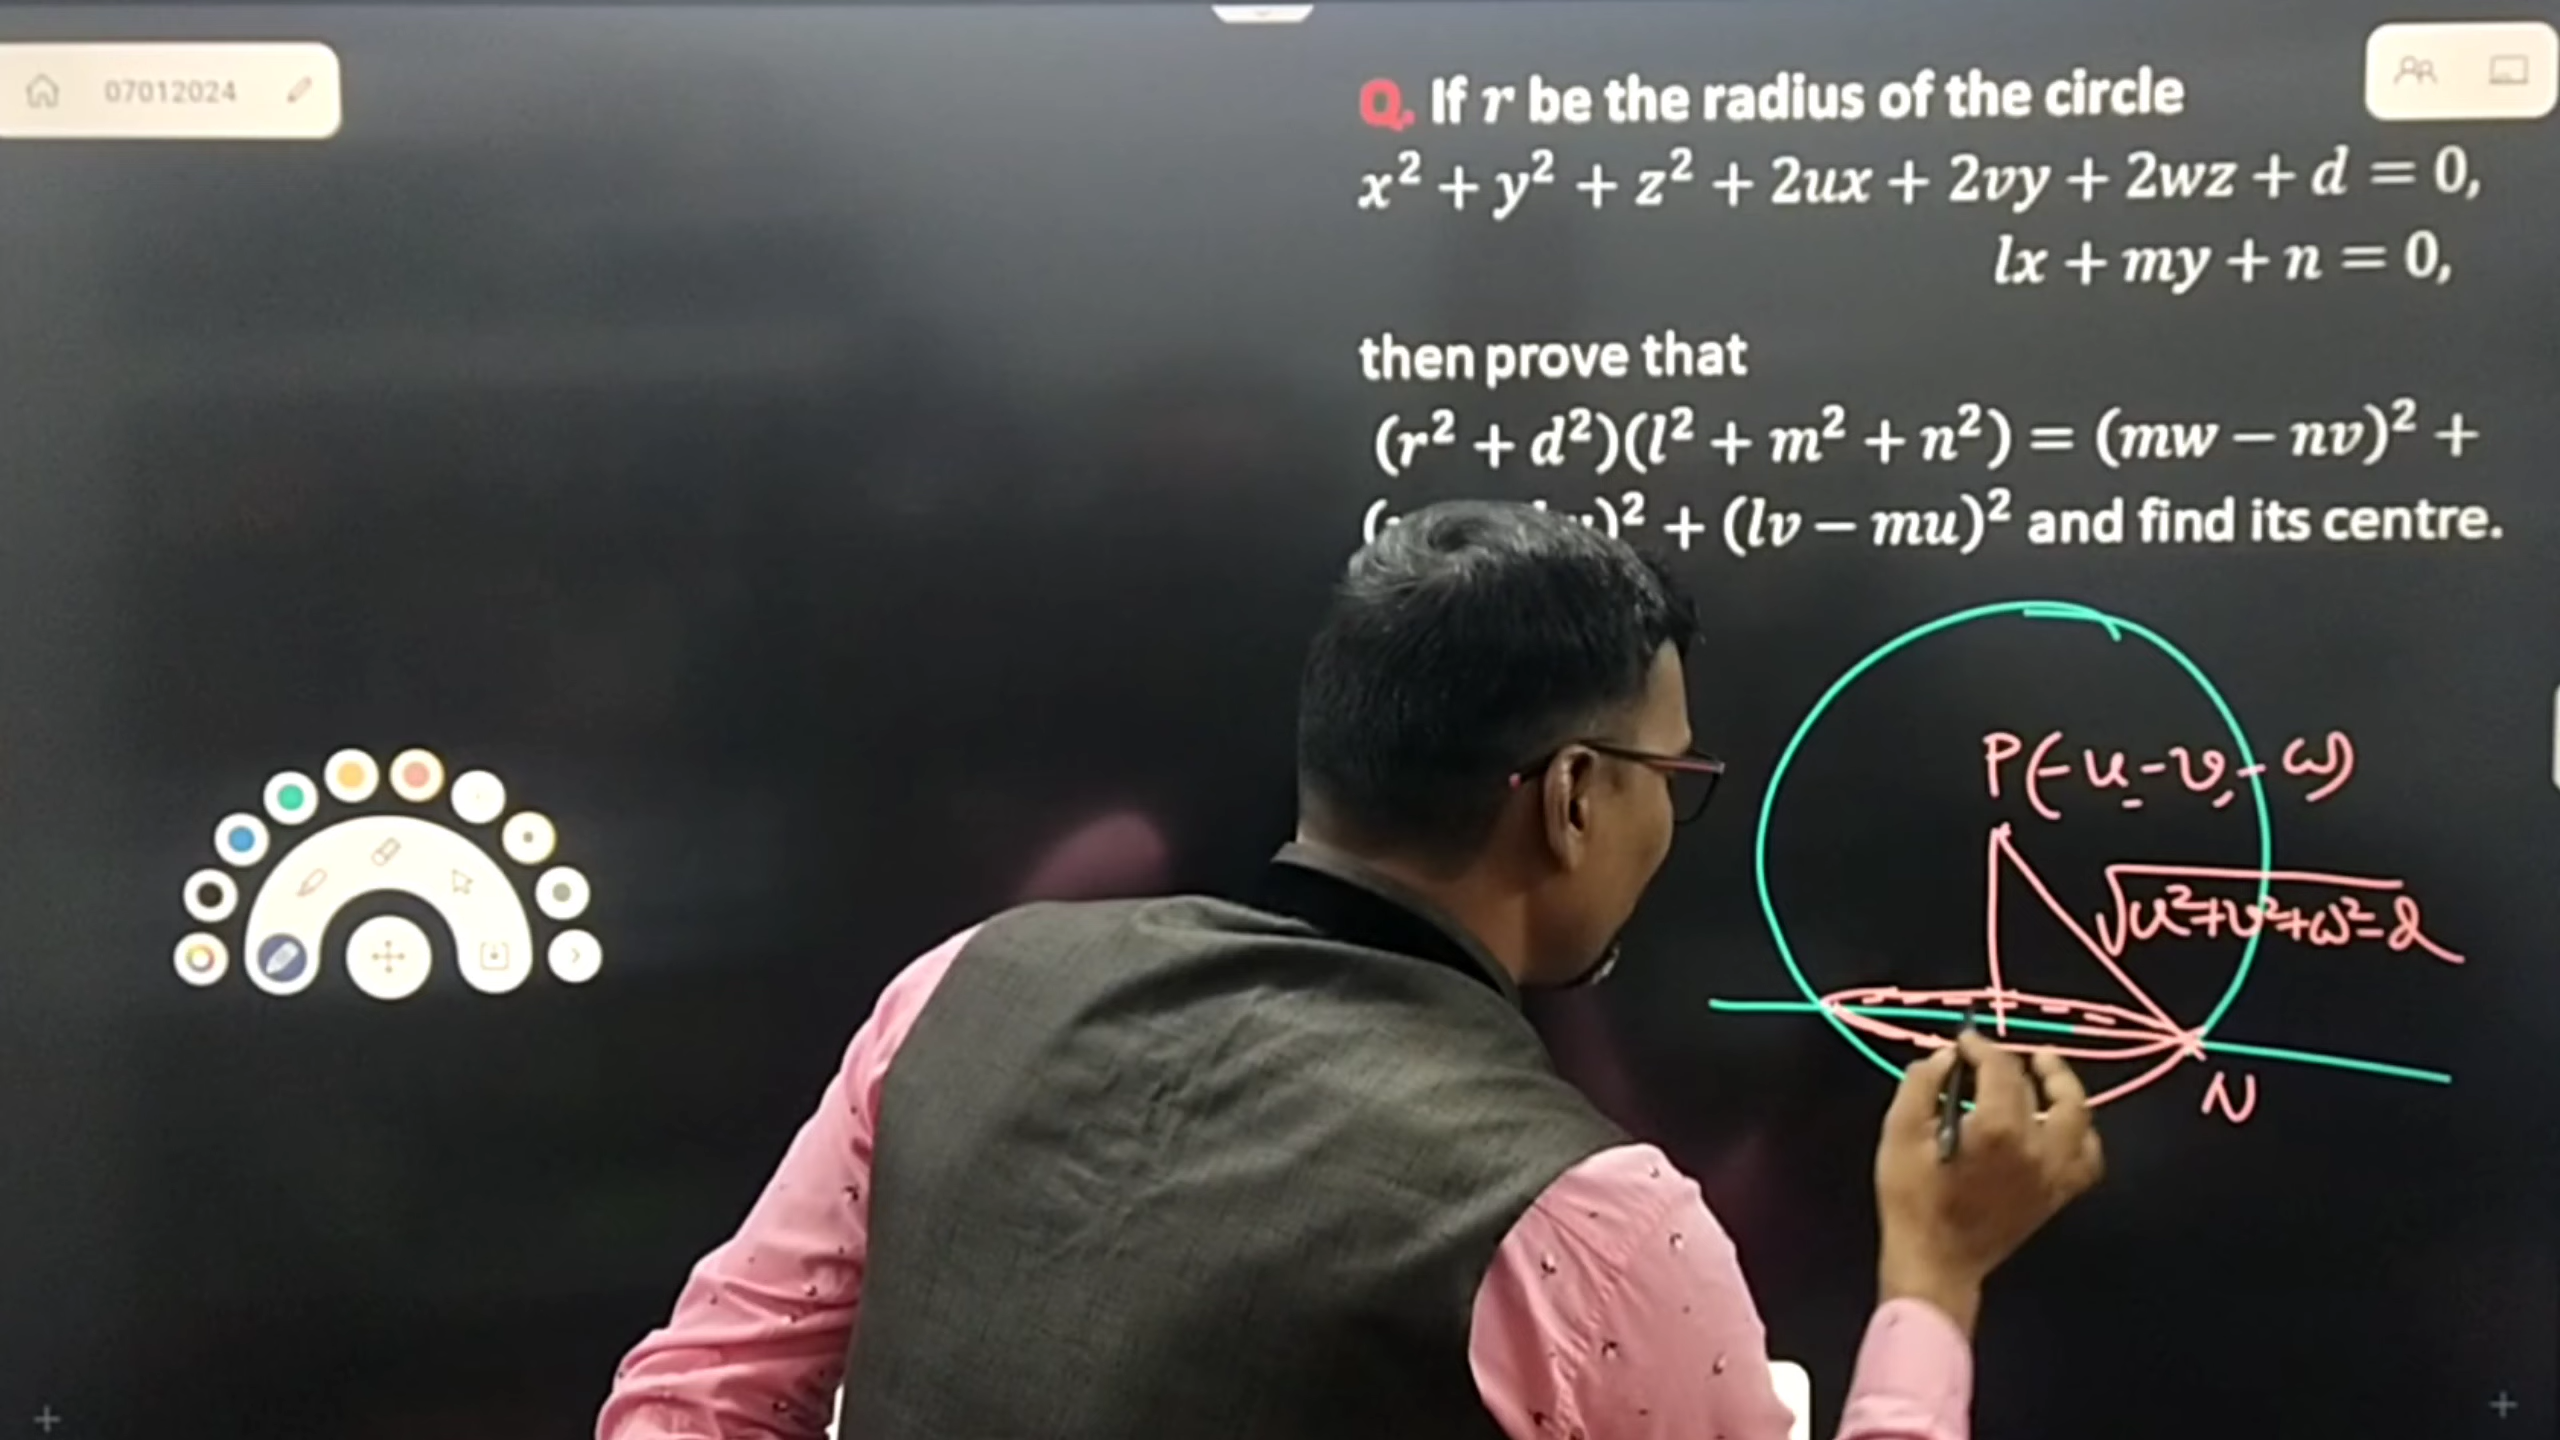 07012024
Q. If r be the radius of the circle
x² + y² + z² + 2ux + 2vy + 2wz + d = 0,
lx + my + n = 0,
then prove that
(r² + d²)(l² + m² + n²) = (mw − nv)² +
( )² + (lv − mu)² and find its centre.
P(-u, -v, -w)
√u²+v²+w²-d
N